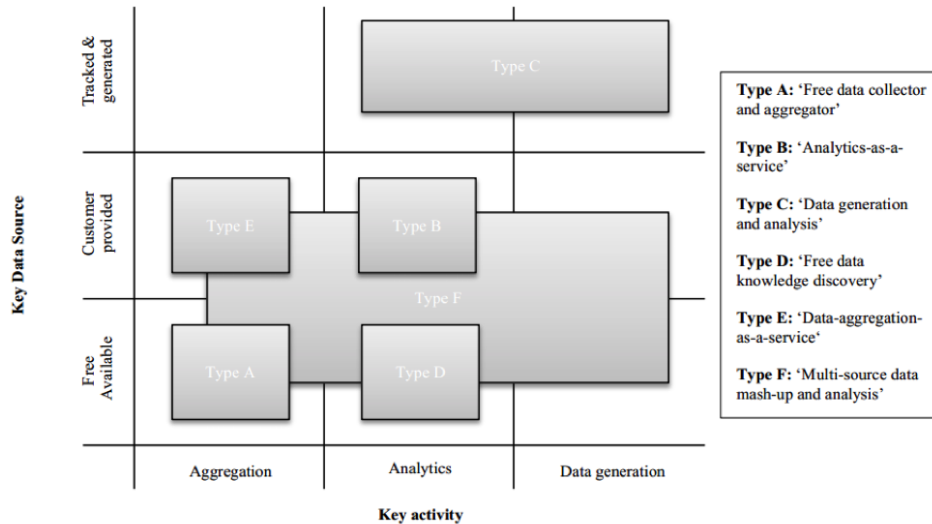 Key Data Source
Tracked &
generated
Customer
provided
Free
Available
Type C
Type E
Type B
Type F
Type A
Type D
Aggregation
Analytics
Data generation
Key activity
Type A: ‘Free data collector
and aggregator’
Type B: ‘Analytics-as-a-
service’
Type C: ‘Data generation
and analysis’
Type D: ‘Free data
knowledge discovery’
Type E: ‘Data-aggregation-
as-a-service‘
Type F: ‘Multi-source data
mash-up and analysis’